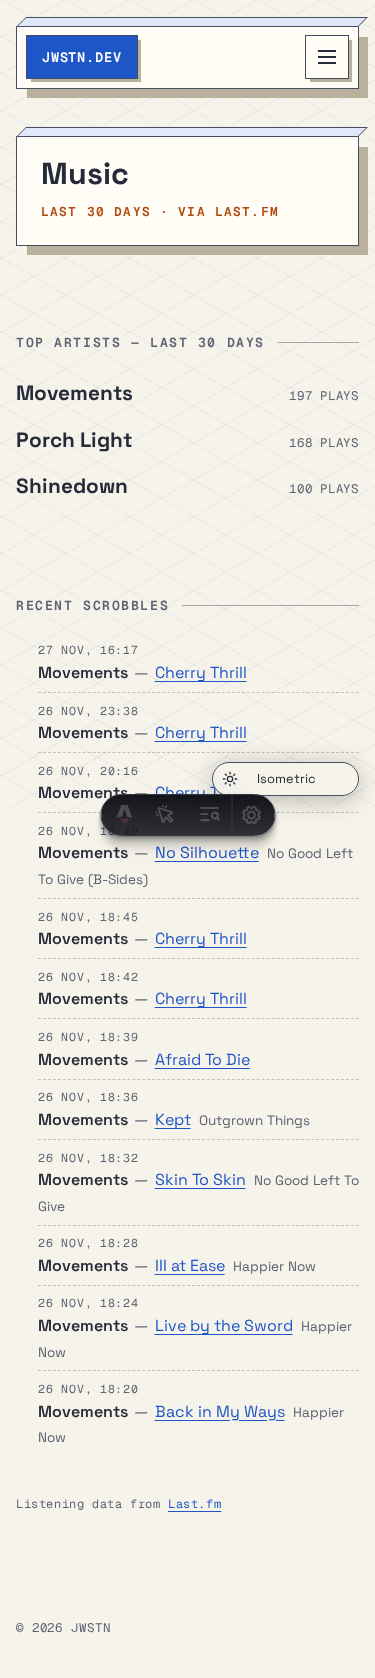 JWSTN.DEV
Music
LAST 30 DAYS · VIA LAST.FM
TOP ARTISTS — LAST 30 DAYS
Movements 197 PLAYS
Porch Light 168 PLAYS
Shinedown 100 PLAYS
RECENT SCROBBLES
27 NOV, 16:17
Movements — Cherry Thrill
26 NOV, 23:38
Movements — Cherry Thrill
26 NOV, 20:16
Isometric
Movements — Cherry
26 NOV,
Movements — No Silhouette No Good Left
To Give (B-Sides)
26 NOV, 18:45
Movements — Cherry Thrill
26 NOV, 18:42
Movements — Cherry Thrill
26 NOV, 18:39
Movements — Afraid To Die
26 NOV, 18:36
Movements — Kept Outgrown Things
26 NOV, 18:32
Movements — Skin To Skin No Good Left To
Give
26 NOV, 18:28
Movements — Ill at Ease Happier Now
26 NOV, 18:24
Movements — Live by the Sword Happier
Now
26 NOV, 18:20
Movements — Back in My Ways Happier
Now
Listening data from Last.fm
© 2026 JWSTN